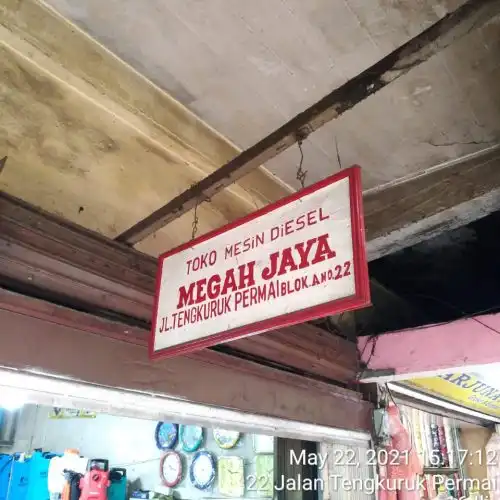 TOKO MESiN DiESEL
MEGAH JAYA
JL.TENGKURUK PERMAI BLOK.A NO.22
May 22, 2021 15:17:12
22 Jalan Tengkuruk Permai